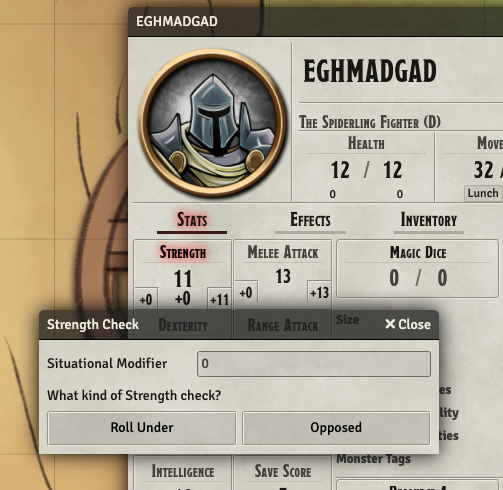 EGHMADGAD
EGHMADGAD
The Spiderling Fighter (D)
Health
12 / 12
0 0
32 /
Lunch
Stats Effects Inventory
Strength
11
+0 +0 +11
Melee Attack
13
+0 +13
Magic Dice
0 / 0
Strength Check
Dexterity
Range Attack
Size
Close
Situational Modifier
0
What kind of Strength check?
Roll Under
Opposed
Monster Tags
Intelligence
Save Score